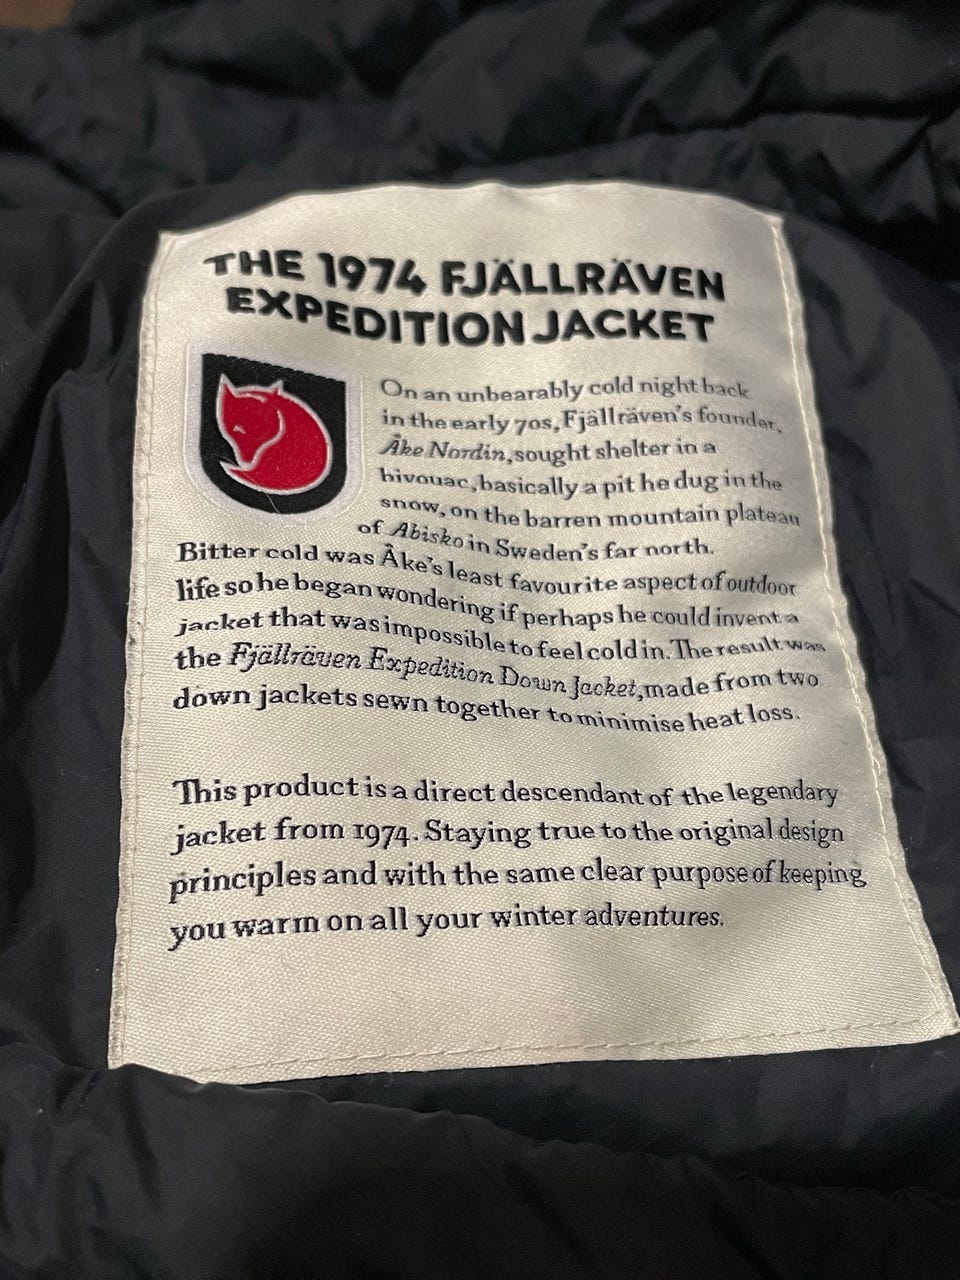 THE 1974 FJÄLLRÄVEN
EXPEDITION JACKET
On an unbearably cold night back
in the early 70s, Fjällräven's founder,
Åke Nordin, sought shelter in a
bivouac, basically a pit he dug in the
snow, on the barren mountain plateau
of Abisko in Sweden's far north.
Bitter cold was Åke's least favourite aspect of outdoor
life so he began wondering if perhaps he could invent a
jacket that was impossible to feel cold in. The result was
the Fjällräven Expedition Down Jacket, made from two
down jackets sewn together to minimise heat loss.
This product is a direct descendant of the legendary
jacket from 1974. Staying true to the original design
principles and with the same clear purpose of keeping
you warm on all your winter adventures.